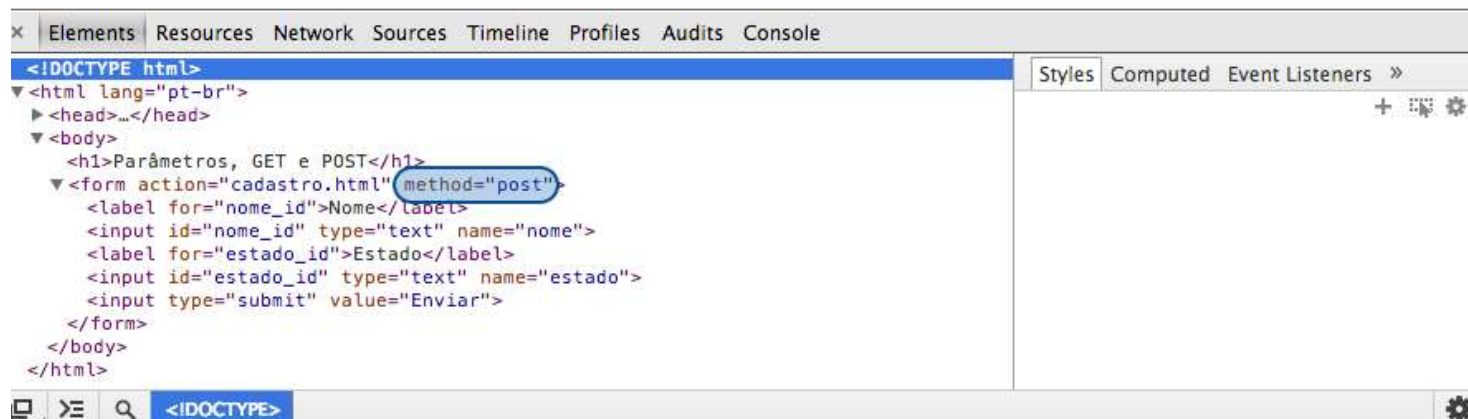 × Elements Resources Network Sources Timeline Profiles Audits Console
<!DOCTYPE html>
▼<html lang="pt-br">
▶<head>…</head>
▼<body>
<h1>Parâmetros, GET e POST</h1>
▼<form action="cadastro.html" method="post">
<label for="nome_id">Nome</label>
<input id="nome_id" type="text" name="nome">
<label for="estado_id">Estado</label>
<input id="estado_id" type="text" name="estado">
<input type="submit" value="Enviar">
</form>
</body>
</html>
Styles Computed Event Listeners »
<!DOCTYPE>